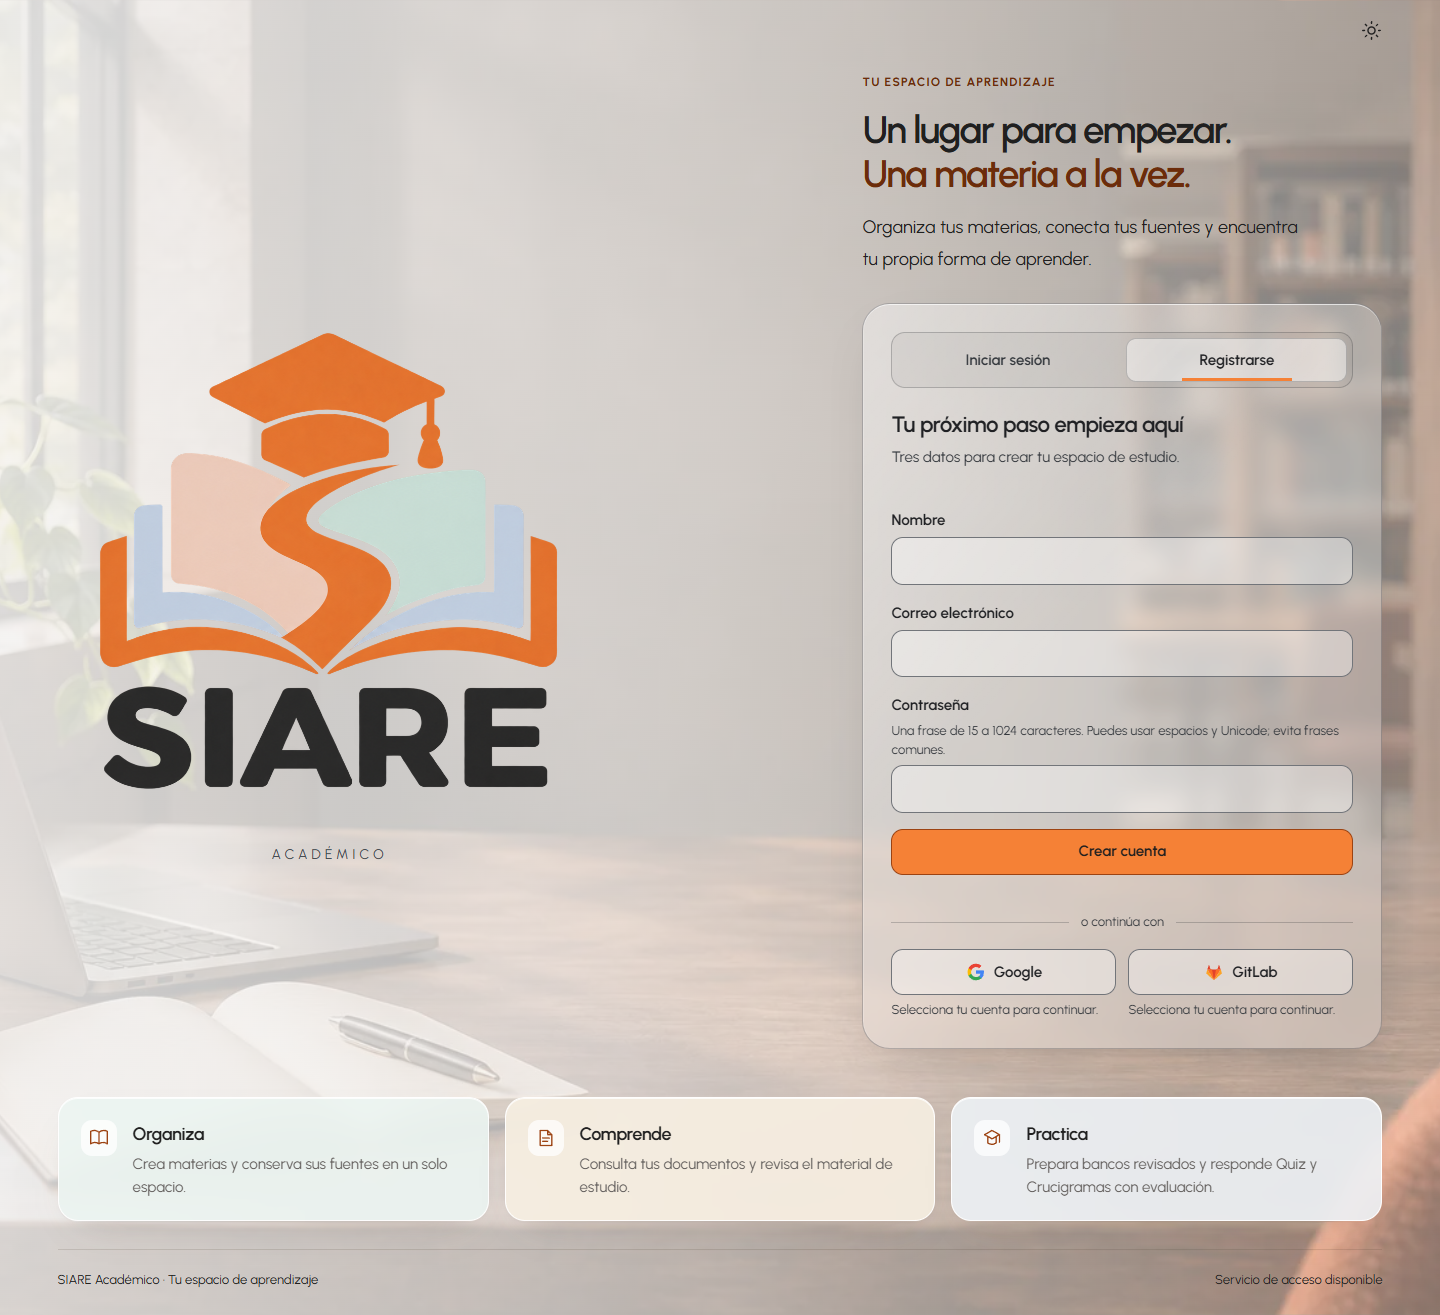 TU ESPACIO DE APRENDIZAJE
Un lugar para empezar.
Una materia a la vez.
Organiza tus materias, conecta tus fuentes y encuentra
tu propia forma de aprender.
SIARE
ACADÉMICO
Iniciar sesión
Registrarse
Tu próximo paso empieza aquí
Tres datos para crear tu espacio de estudio.
Nombre
Correo electrónico
Contraseña
Una frase de 15 a 1024 caracteres. Puedes usar espacios y Unicode; evita frases
comunes.
Crear cuenta
o continúa con
Google
GitLab
Selecciona tu cuenta para continuar.
Selecciona tu cuenta para continuar.
Organiza
Crea materias y conserva sus fuentes en un solo
espacio.
Comprende
Consulta tus documentos y revisa el material de
estudio.
Practica
Prepara bancos revisados y responde Quiz y
Crucigramas con evaluación.
SIARE Académico · Tu espacio de aprendizaje
Servicio de acceso disponible